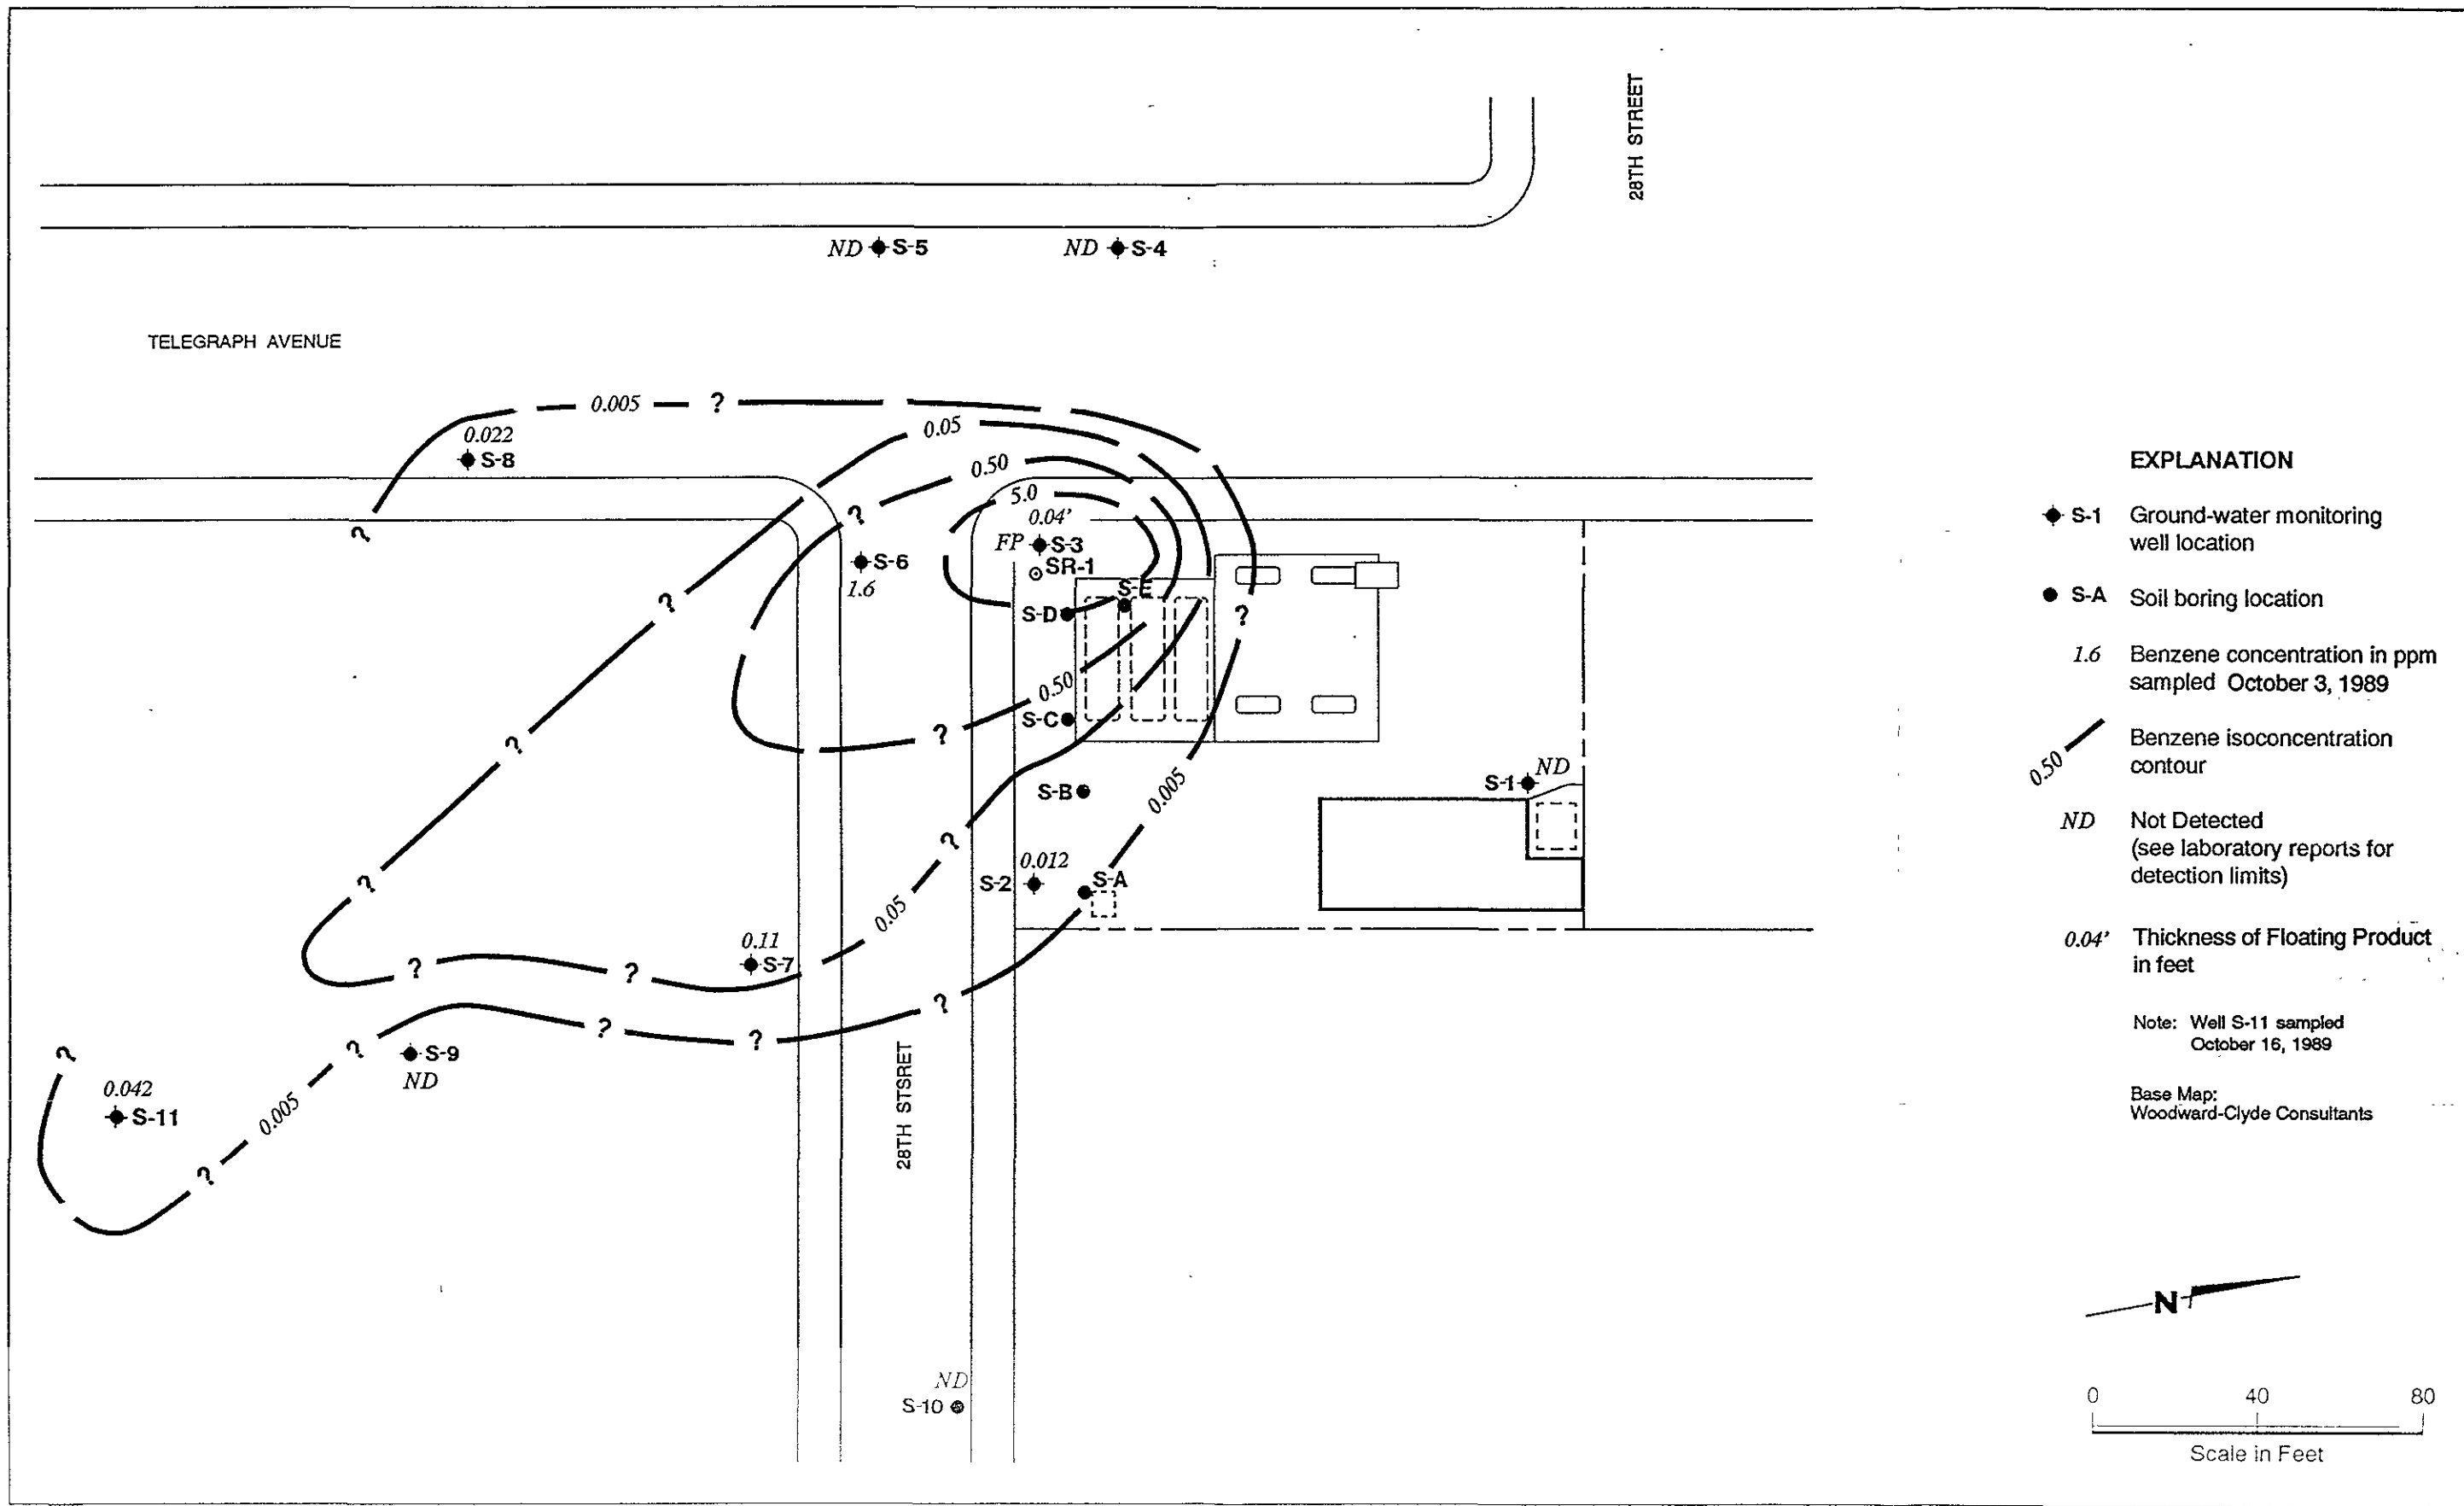 28TH STREET
ND S-5
ND S-4
TELEGRAPH AVENUE
0.005 ?
0.022
S-8
0.05
0.50
5.0
0.04'
FP S-3
SR-1
?
?
S-6
1.6
?
S-E
S-D
?
0.50
S-C
?
?
S-B
0.005
?
0.012
S-2
S-A
?
0.05
0.11
S-7
?
?
?
?
?
?
S-9
ND
0.005
?
0.042
S-11
?
28TH STSRET
S-1 ND
ND
S-10
EXPLANATION
S-1 Ground-water monitoring
well location
S-A Soil boring location
1.6 Benzene concentration in ppm
sampled October 3, 1989
0.50 Benzene isoconcentration
contour
ND Not Detected
(see laboratory reports for
detection limits)
0.04' Thickness of Floating Product
in feet
Note: Well S-11 sampled
October 16, 1989
Base Map:
Woodward-Clyde Consultants
N
0 40 80
Scale in Feet